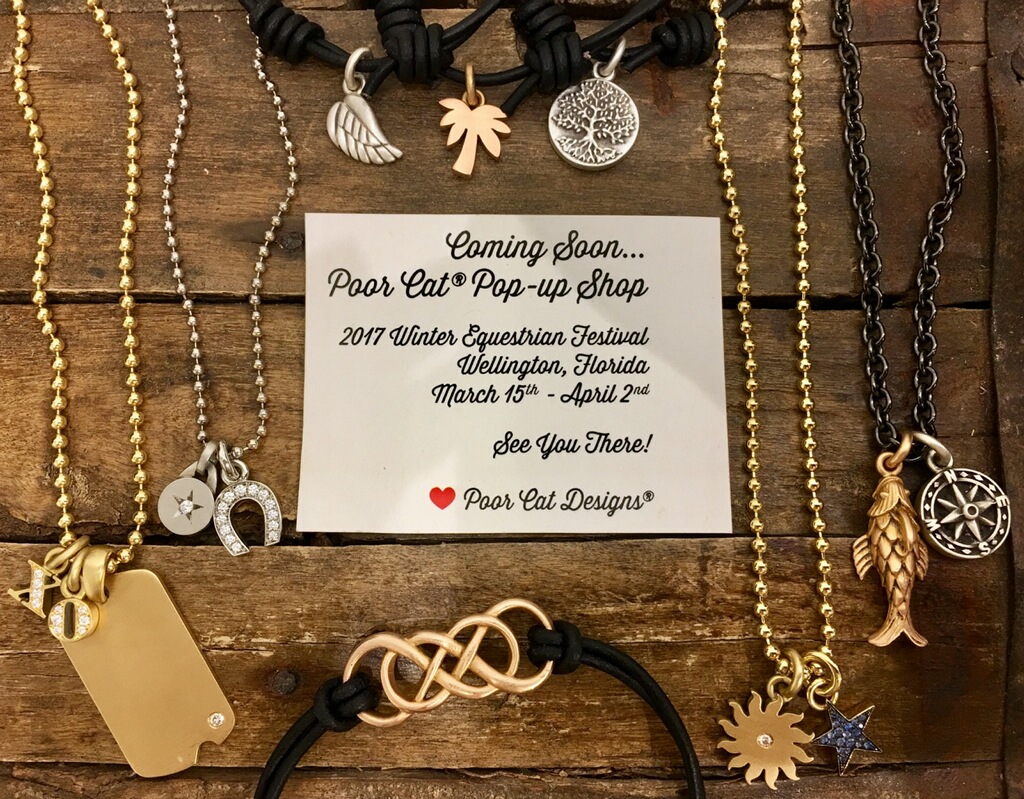 Coming Soon...
Poor Cat® Pop-up Shop
2017 Winter Equestrian Festival
Wellington, Florida
March 15th - April 2nd
See You There!
❤ Poor Cat Designs®
X
O
N
E
S
W